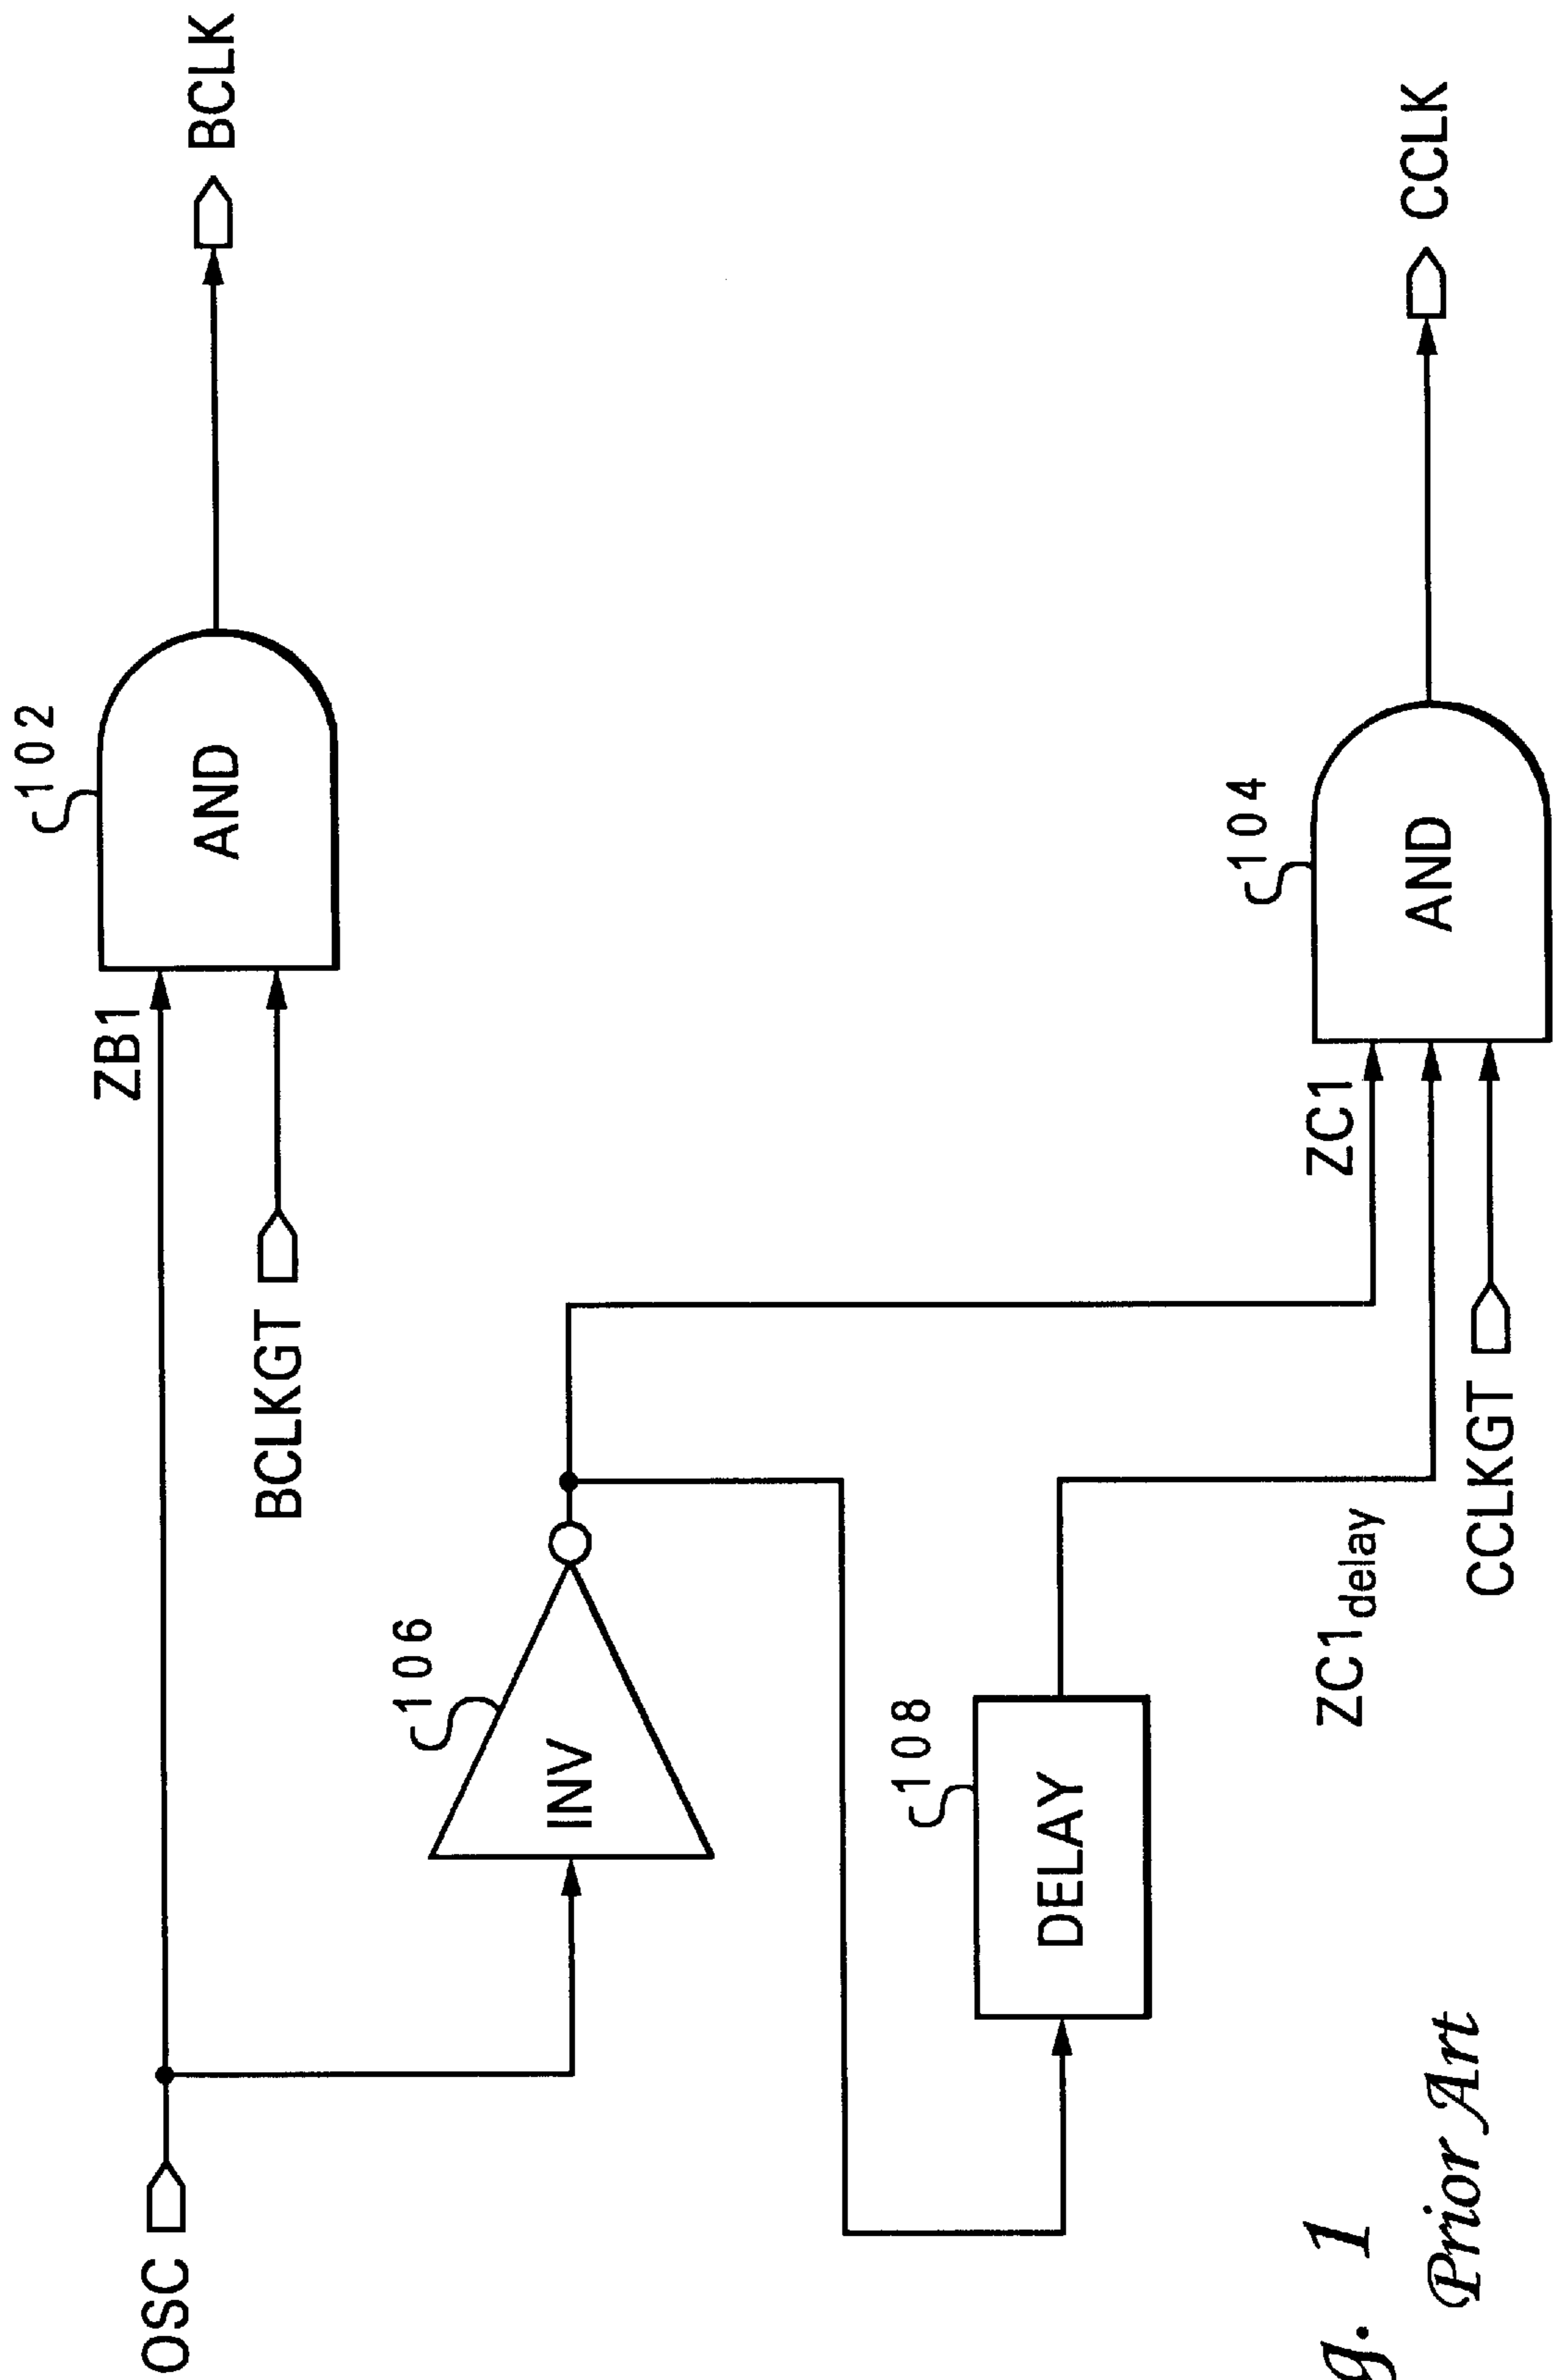 OSC
ZB1
BCLKGT
102
AND
BCLK
106
INV
108
DELAY
ZC1
ZC1delay
CCLKGT
104
AND
CCLK
g. 1
Prior Art